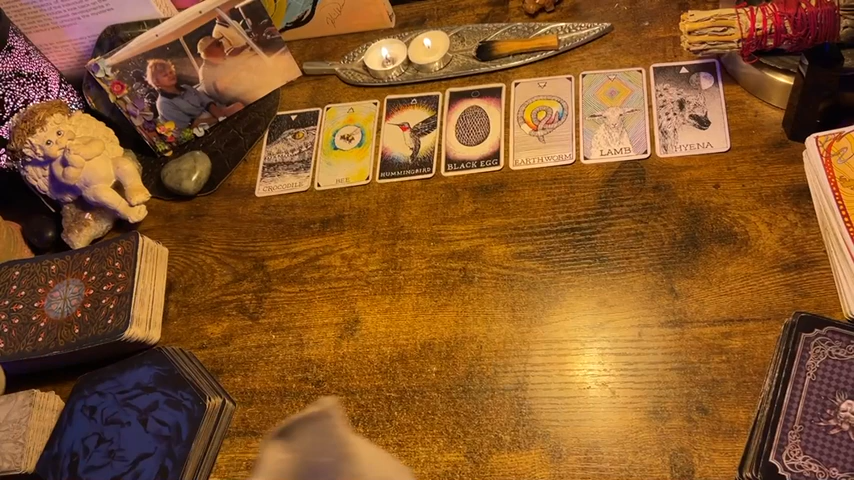 CROCODILE
BEE
HUMMINGBIRD
BLACK EGG
EARTHWORM
LAMB
HYENA